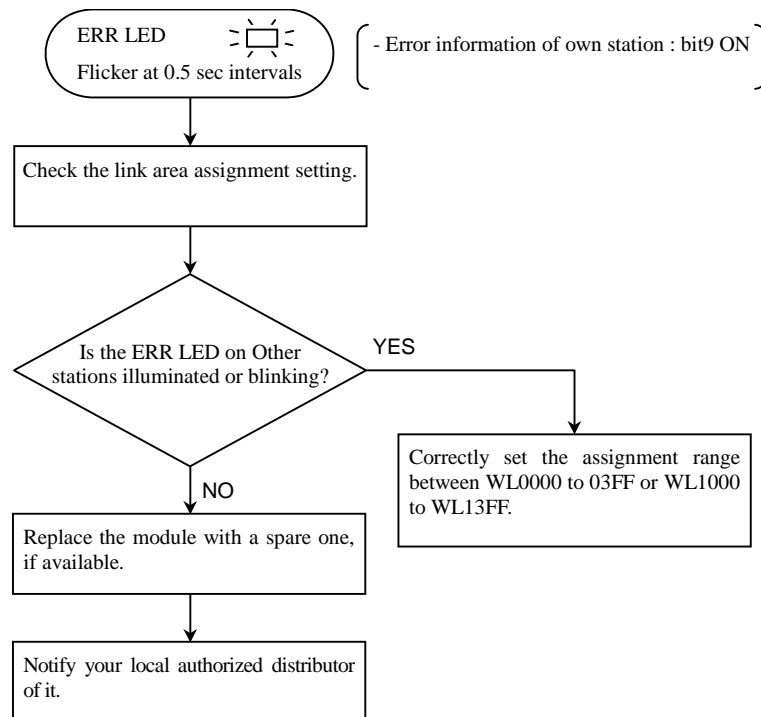 ERR LED
Flicker at 0.5 sec intervals
- Error information of own station : bit9 ON
Check the link area assignment setting.
Is the ERR LED on Other
stations illuminated or blinking?
YES
Correctly set the assignment range
between WL0000 to 03FF or WL1000
to WL13FF.
NO
Replace the module with a spare one,
if available.
Notify your local authorized distributor
of it.